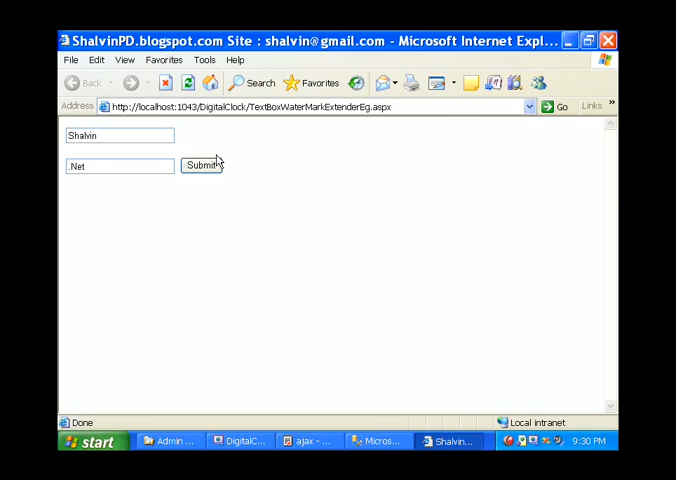 ShalvinPD.blogspot.com Site : shalvin@gmail.com - Microsoft Internet Expl...
File Edit View Favorites Tools Help
Back Search Favorites
Address http://localhost:1043/DigitalClock/TextBoxWaterMarkExtenderEg.aspx Go Links »
Shalvin
.Net Submit
Done Local intranet
start Admin ... DigitalC... ajax - ... Micros... Shalvin... 9:30 PM